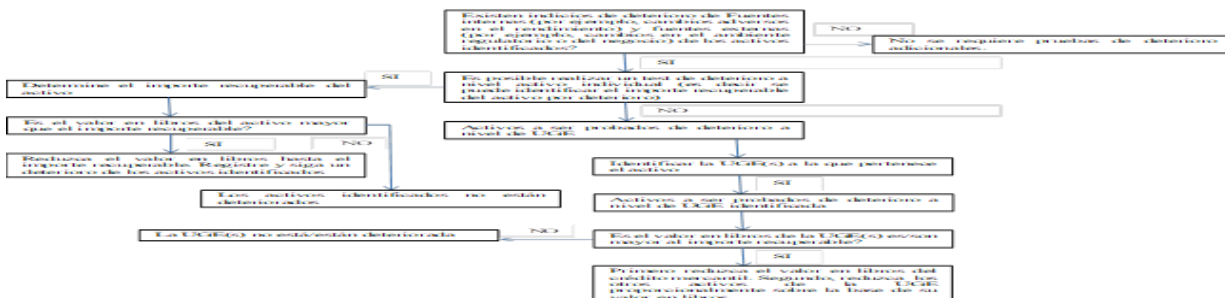 Existen indicios de deterioro de Fuentes
internas (por ejemplo, cambios adversos
en el rendimiento) y fuentes externas
(por ejemplo, cambios en el ambiente
regulatorio o del negocio) de los activos
identificados?
NO
No se requiere pruebas de deterioro
adicionales.
SI
Es posible realizar un test de deterioro a
nivel activo individual (es decir se
puede identificar el importe recuperable
del activo por deterioro)
SI
Determine el importe recuperable del
activo
NO
Es el valor en libros del activo mayor
que el importe recuperable?
Activos a ser probados de deterioro a
nivel de UGE
SI
NO
Reduzca el valor en libros hasta el
importe recuperable. Registre y siga un
deterioro de los activos identificados
Identificar la UGE(s) a la que pertenece
el activo
SI
Los activos identificados no están
deteriorados
Activos a ser probados de deterioro a
nivel de UGE identificada
La UGE(s) no está/están deteriorada
NO
Es el valor en libros de la UGE(s) es/son
mayor al importe recuperable?
SI
Primero reduzca el valor en libros del
crédito mercantil. Segundo, reduzca los
otros activos de la UGE
proporcionalmente sobre la base de su
valor en libros